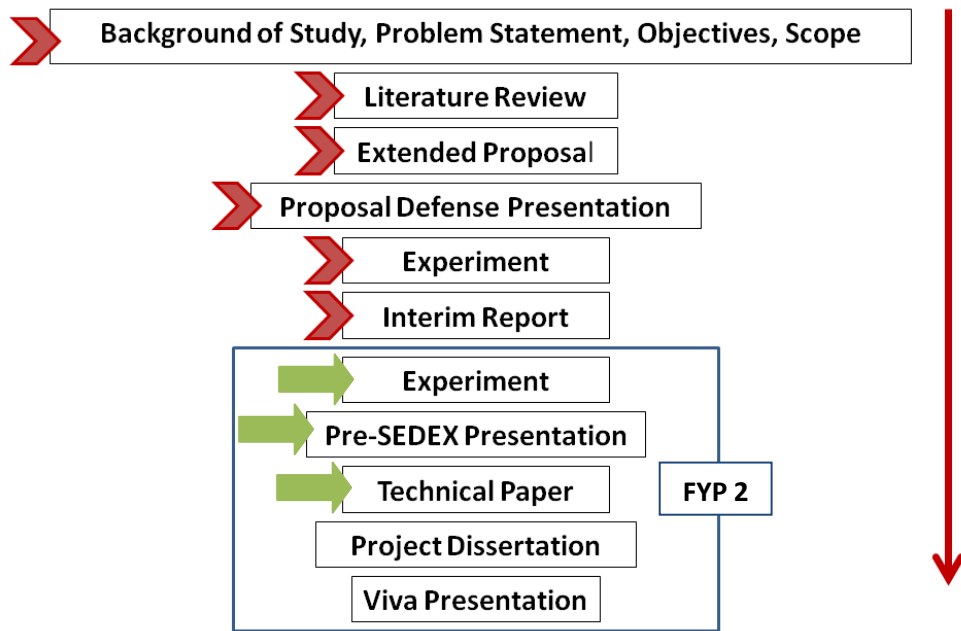 Background of Study, Problem Statement, Objectives, Scope
Literature Review
Extended Proposal
Proposal Defense Presentation
Experiment
Interim Report
Experiment
Pre-SEDEX Presentation
Technical Paper
FYP 2
Project Dissertation
Viva Presentation